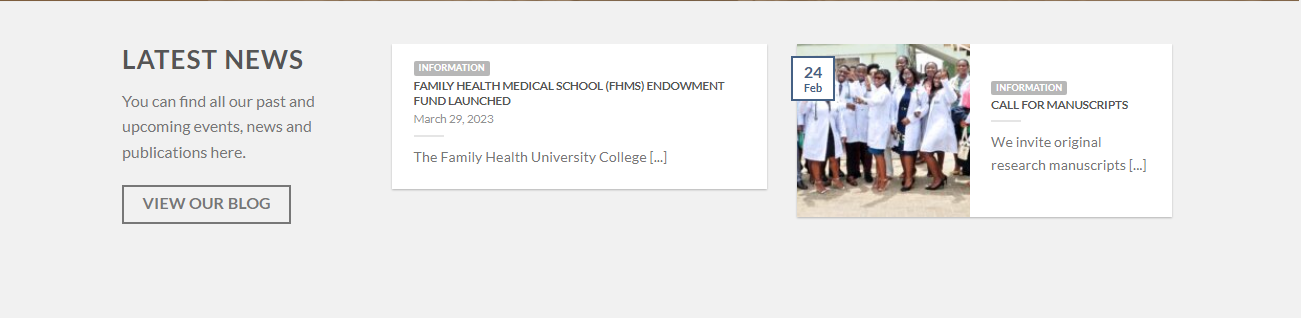 LATEST NEWS
You can find all our past and
upcoming events, news and
publications here.
VIEW OUR BLOG
INFORMATION
FAMILY HEALTH MEDICAL SCHOOL (FHMS) ENDOWMENT
FUND LAUNCHED
March 29, 2023
The Family Health University College [...]
24
Feb
INFORMATION
CALL FOR MANUSCRIPTS
We invite original
research manuscripts [...]